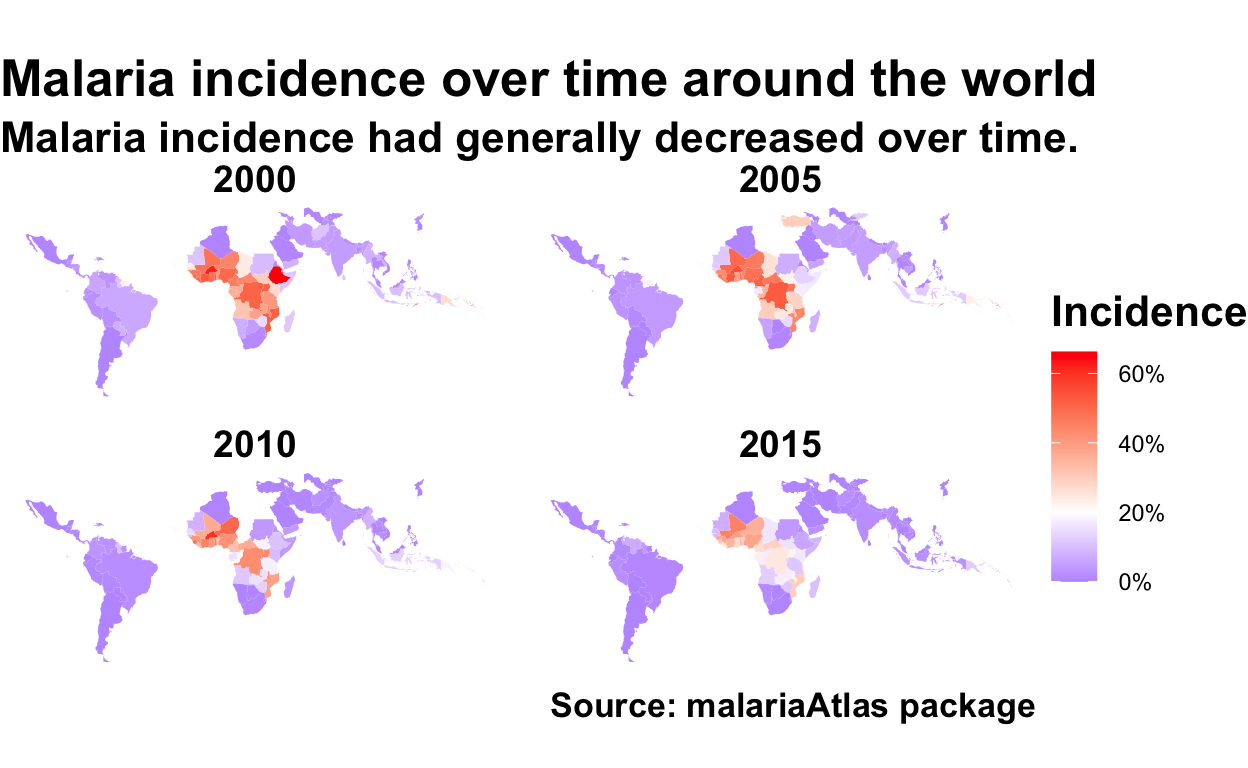 Malaria incidence over time around the world
Malaria incidence had generally decreased over time.
2000
2005
2010
2015
Incidence
60%
40%
20%
0%
Source: malariaAtlas package